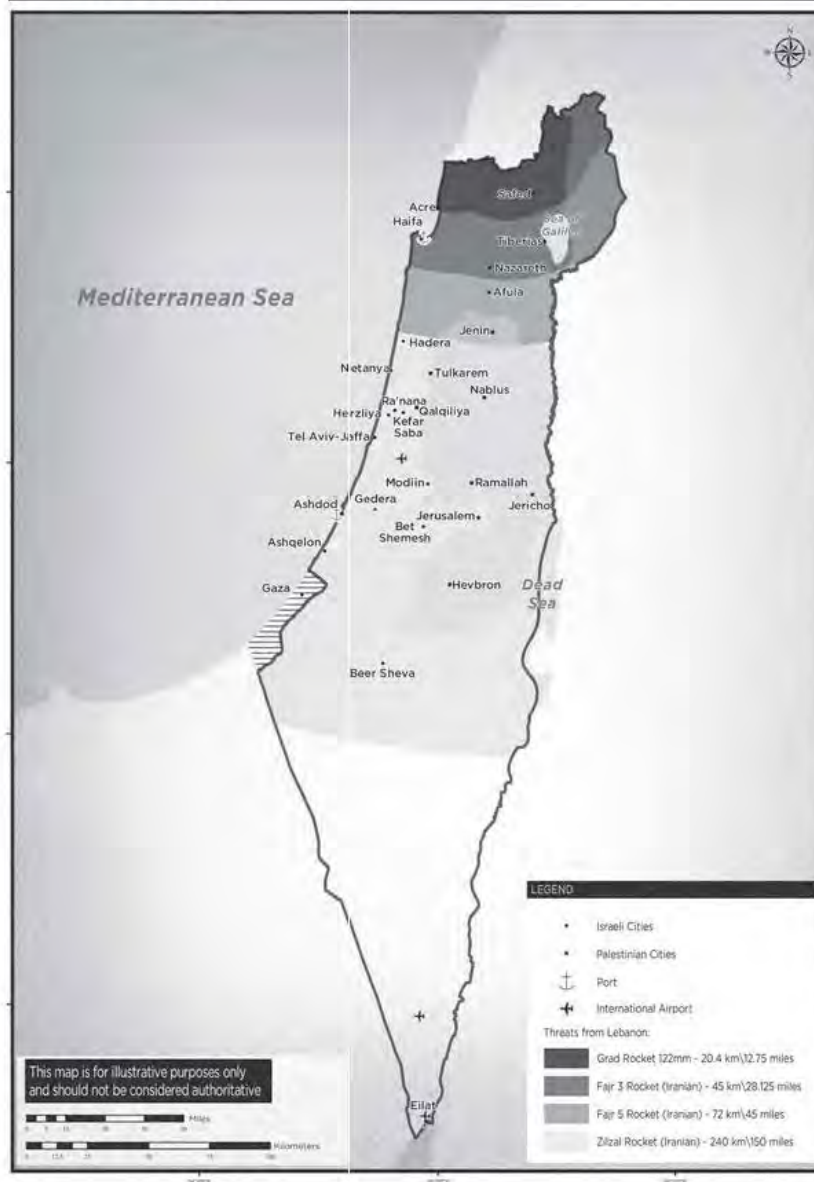 N
W
S
Safed
Acre
Haifa
Sea of
Galilee
Tiberias
Nazareth
Mediterranean Sea
Afula
Jenin
Hadera
Netanya
Tulkarem
Nablus
Ra'nana
Herzliya
Qalqiliya
Kefar
Saba
Tel Aviv-Jaffa
Modiin
Ramallah
Ashdod
Gedera
Jericho
Jerusalem
Bet
Shemesh
Ashqelon
Gaza
Hevbron
Dead
Sea
Beer Sheva
LEGEND
Israeli Cities
Palestinian Cities
Port
International Airport
Threats from Lebanon:
Grad Rocket 122mm - 20.4 km\12.75 miles
Fajr 3 Rocket (Iranian) - 45 km\28.125 miles
Fajr 5 Rocket (Iranian) - 72 km\45 miles
Zilzal Rocket (Iranian) - 240 km\150 miles
This map is for illustrative purposes only
and should not be considered authoritative
Miles
Kilometers
Eilat